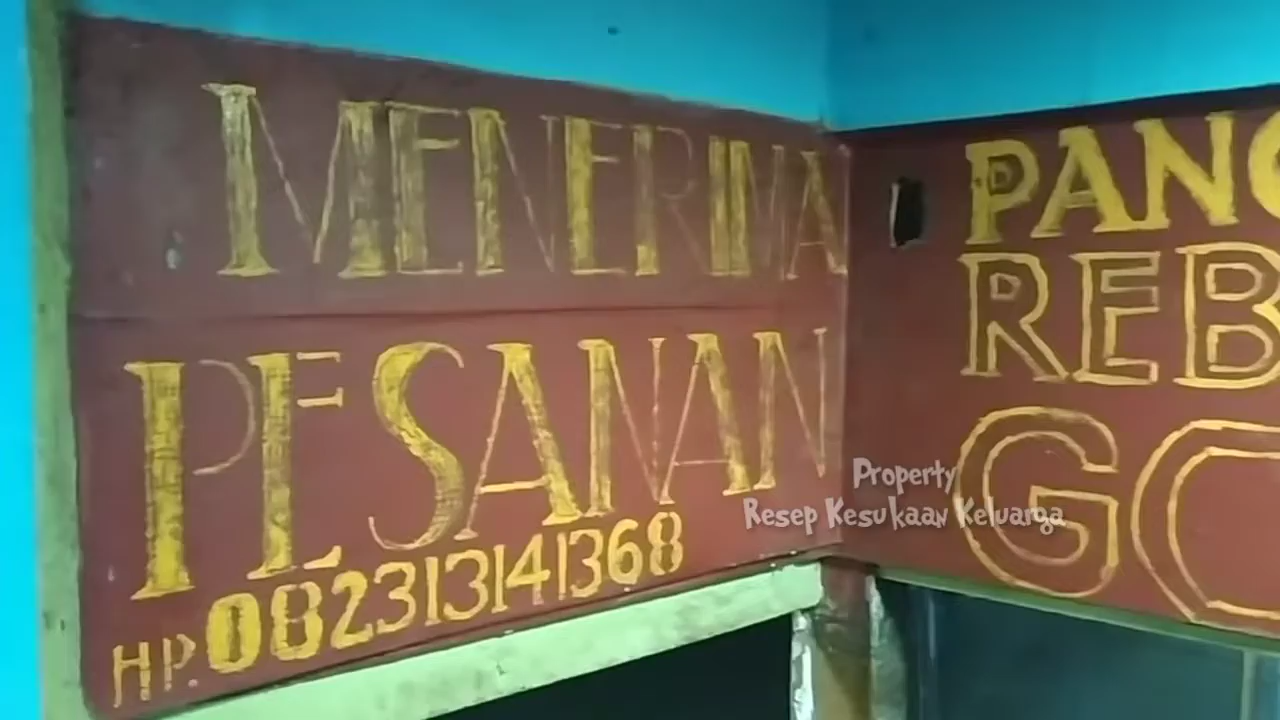 MENERIMA
PESANAN
HP. 082313141368
PANG
REB
GO
Property
Resep Kesukaan Keluarga